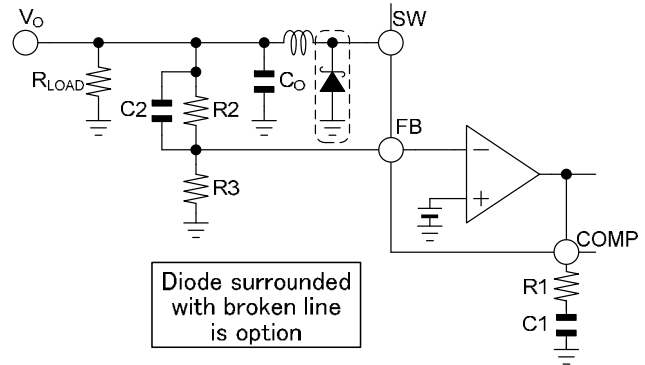 VO
SW
RLOAD
C2
R2
CO
FB
R3
−
+
COMP
R1
C1
Diode surrounded
with broken line
is option